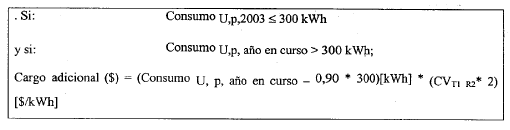 . Si: Consumo U,p,2003 ≤ 300 kWh
y si: Consumo U,p, año en curso > 300 kWh;
Cargo adicional ($) = (Consumo U, p, año en curso – 0,90 * 300)[kWh] * (CVT1 R2* 2)
[$/kWh]